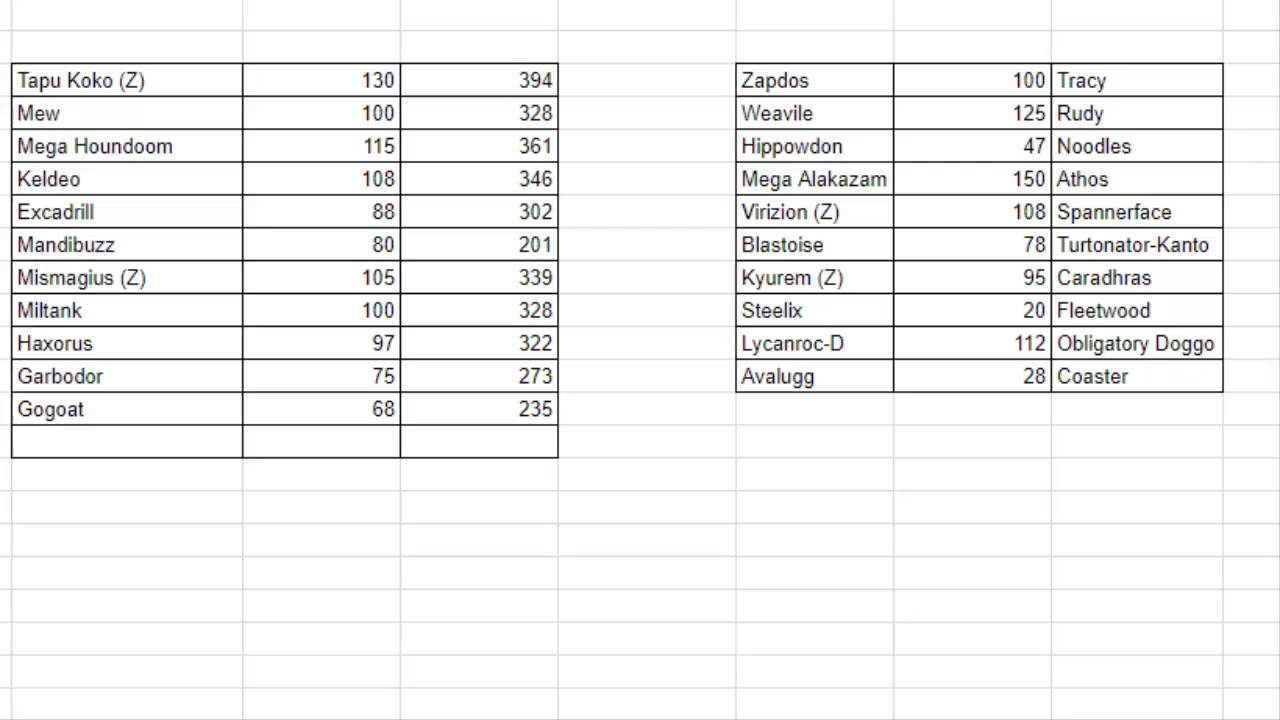 Tapu Koko (Z) 130 394
Mew 100 328
Mega Houndoom 115 361
Keldeo 108 346
Excadrill 88 302
Mandibuzz 80 201
Mismagius (Z) 105 339
Miltank 100 328
Haxorus 97 322
Garbodor 75 273
Gogoat 68 235
Zapdos 100 Tracy
Weavile 125 Rudy
Hippowdon 47 Noodles
Mega Alakazam 150 Athos
Virizion (Z) 108 Spannerface
Blastoise 78 Turtonator-Kanto
Kyurem (Z) 95 Caradhras
Steelix 20 Fleetwood
Lycanroc-D 112 Obligatory Doggo
Avalugg 28 Coaster